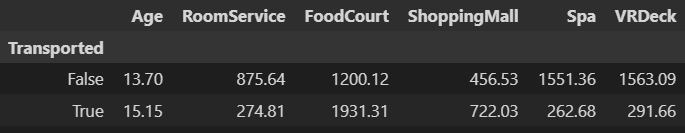 Age RoomService FoodCourt ShoppingMall Spa VRDeck
Transported
False 13.70 875.64 1200.12 456.53 1551.36 1563.09
True 15.15 274.81 1931.31 722.03 262.68 291.66